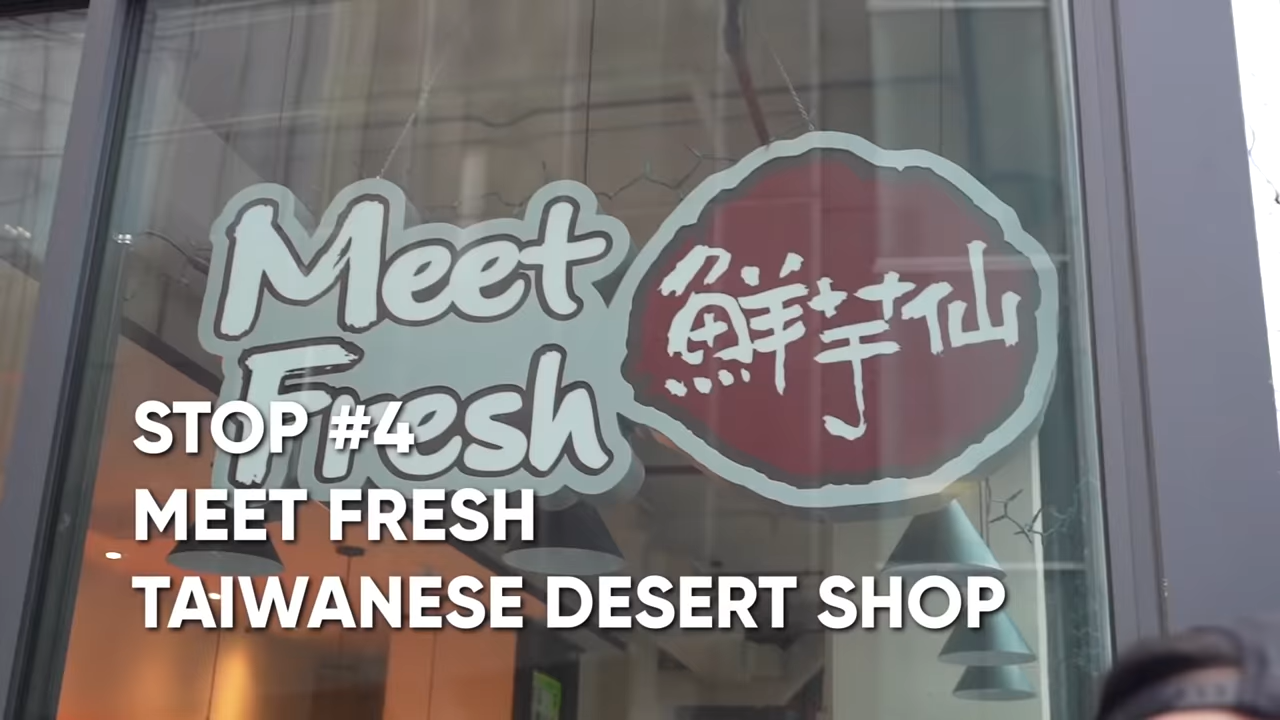 Meet
Fresh
鮮芋仙
STOP #4
MEET FRESH
TAIWANESE DESERT SHOP